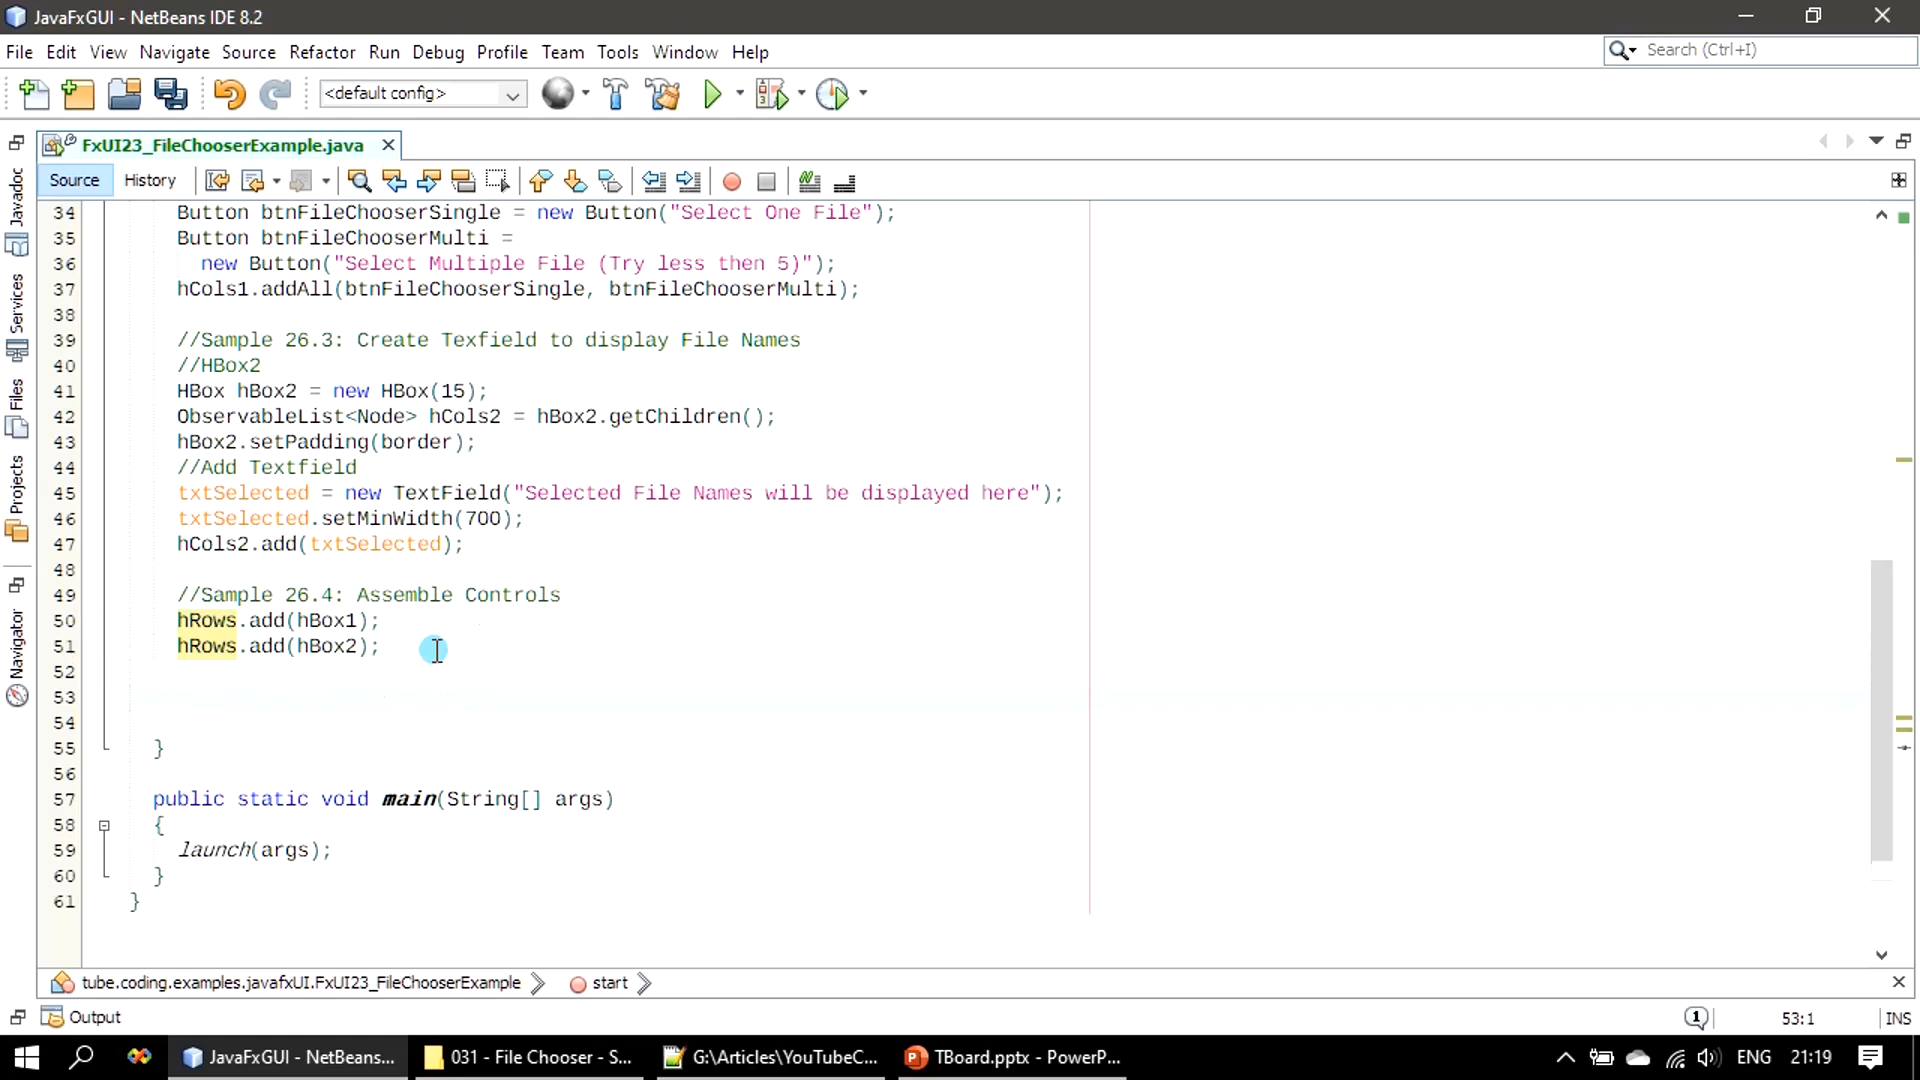 JavaFxGUI - NetBeans IDE 8.2
File Edit View Navigate Source Refactor Run Debug Profile Team Tools Window Help
Search (Ctrl+I)
<default config>
FxUI23_FileChooserExample.java
Source History
Javadoc
Services
Files
Projects
Navigator
34 Button btnFileChooserSingle = new Button("Select One File");
35 Button btnFileChooserMulti =
36 new Button("Select Multiple File (Try less then 5)");
37 hCols1.addAll(btnFileChooserSingle, btnFileChooserMulti);
38
39 //Sample 26.3: Create Texfield to display File Names
40 //HBox2
41 HBox hBox2 = new HBox(15);
42 ObservableList<Node> hCols2 = hBox2.getChildren();
43 hBox2.setPadding(border);
44 //Add Textfield
45 txtSelected = new TextField("Selected File Names will be displayed here");
46 txtSelected.setMinWidth(700);
47 hCols2.add(txtSelected);
48
49 //Sample 26.4: Assemble Controls
50 hRows.add(hBox1);
51 hRows.add(hBox2);
52
53
54
55 }
56
57 public static void main(String[] args)
58 {
59 launch(args);
60 }
61 }
tube.coding.examples.javafxUI.FxUI23_FileChooserExample start
Output
1 53:1 INS
JavaFxGUI - NetBeans... 031 - File Chooser - S... G:\Articles\YouTubeC... TBoard.pptx - PowerP... ENG 21:19